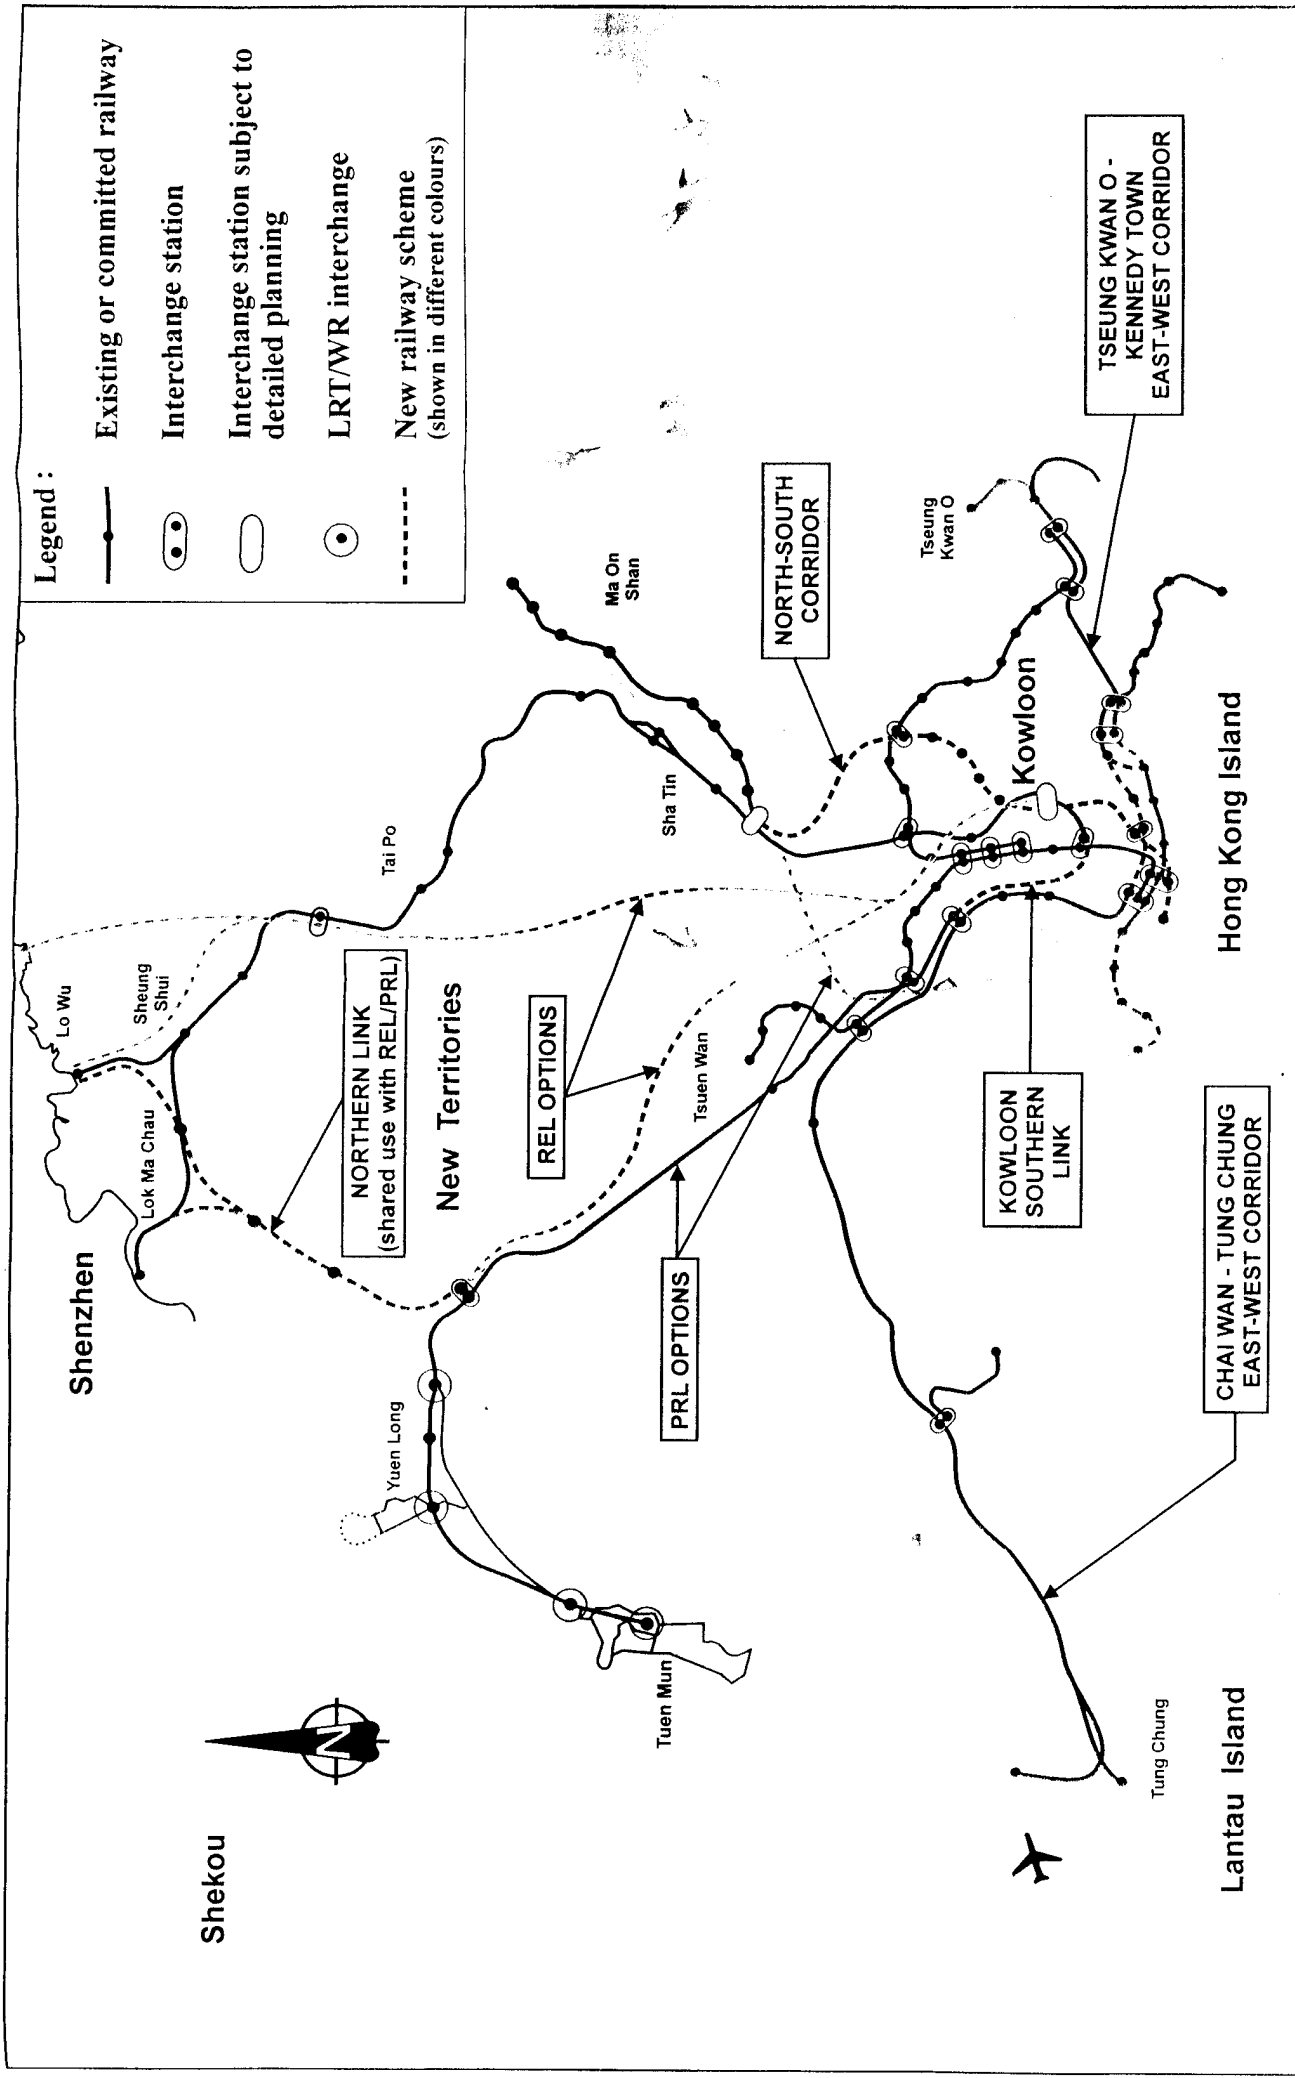 Legend :
Existing or committed railway
Interchange station
Interchange station subject to
detailed planning
LRT/WR interchange
New railway scheme
(shown in different colours)
Shekou
N
Shenzhen
Lo Wu
Sheung
Shui
Lok Ma Chau
NORTHERN LINK
(shared use with REL/PRL)
Tai Po
New Territories
Yuen Long
REL OPTIONS
Ma On
Shan
Sha Tin
Tuen Mun
PRL OPTIONS
Tsuen Wan
NORTH-SOUTH
CORRIDOR
Tseung
Kwan O
Kowloon
KOWLOON
SOUTHERN
LINK
TSEUNG KWAN O -
KENNEDY TOWN
EAST-WEST CORRIDOR
Tung Chung
Lantau Island
CHAI WAN - TUNG CHUNG
EAST-WEST CORRIDOR
Hong Kong Island